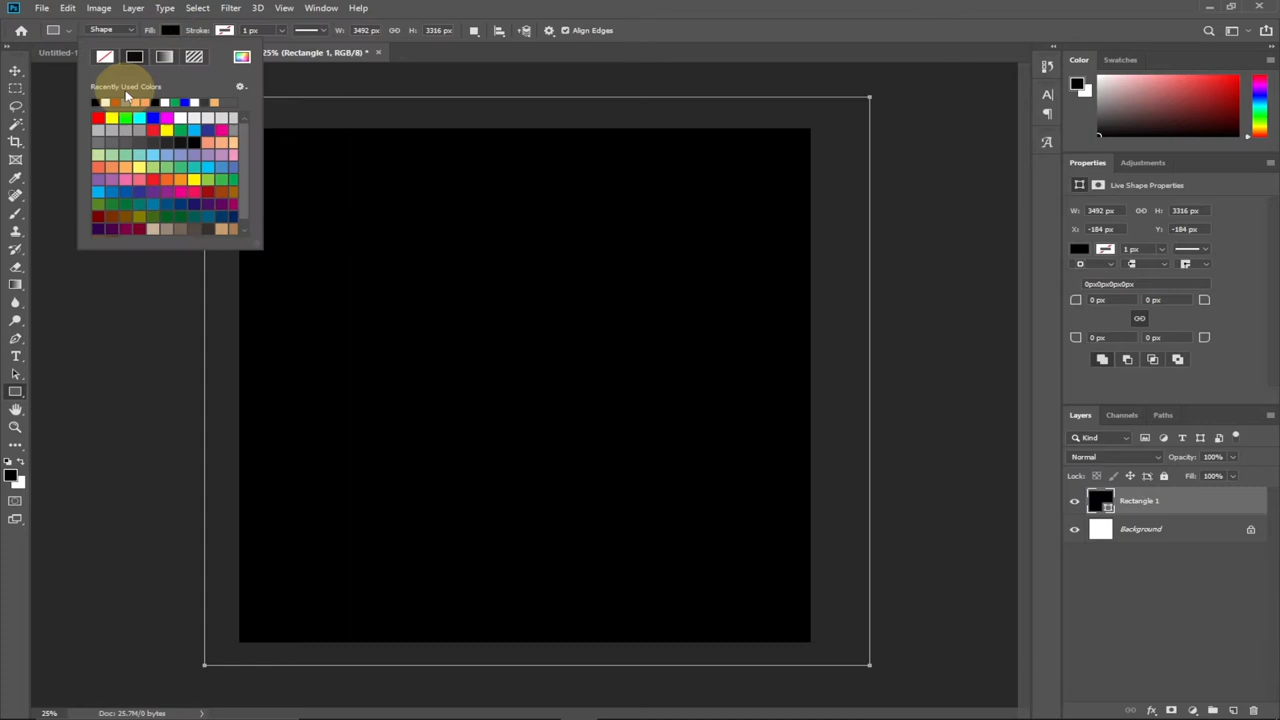 Ps File Edit Image Layer Type Select Filter 3D View Window Help
Shape Fill: Stroke: 1 px W: 3492 px H: 3316 px Align Edges
Untitled-1 25% (Rectangle 1, RGB/8) *
Recently Used Colors
Color Swatches
Properties Adjustments
Live Shape Properties
W: 3492 px H: 3316 px
X: -184 px Y: -184 px
1 px
0px0px0px0px
0 px 0 px
0 px 0 px
Layers Channels Paths
Kind
Normal Opacity: 100%
Lock: Fill: 100%
Rectangle 1
Background
25% Doc: 25.7M/0 bytes